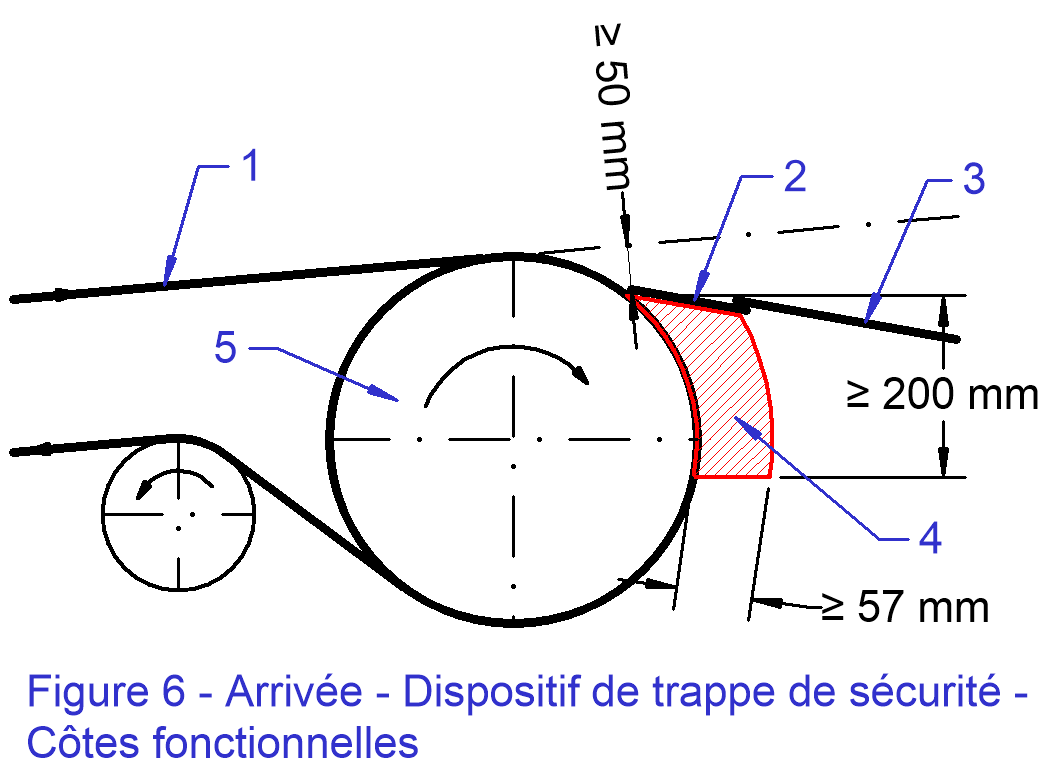 ≥ 50 mm
1
2
3
5
≥ 200 mm
4
≥ 57 mm
Figure 6 - Arrivée - Dispositif de trappe de sécurité -
Côtes fonctionnelles